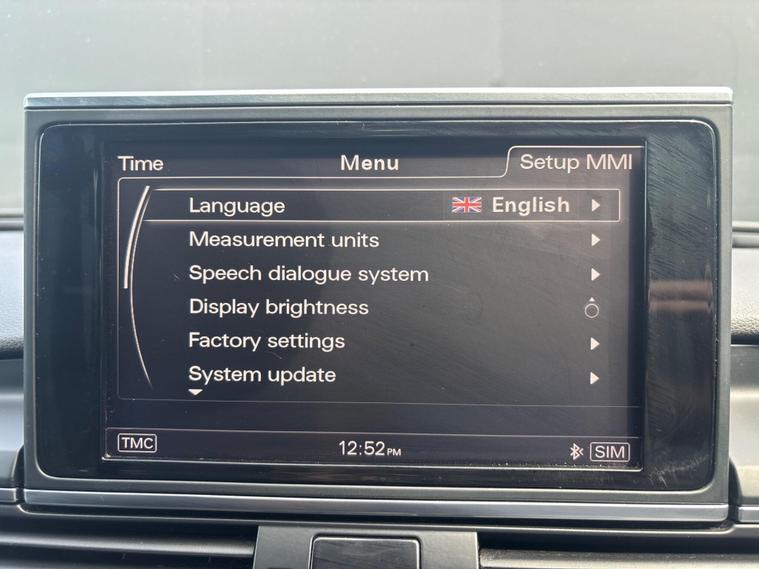 Time Menu Setup MMI
Language English
Measurement units
Speech dialogue system
Display brightness
Factory settings
System update
TMC 12:52PM SIM